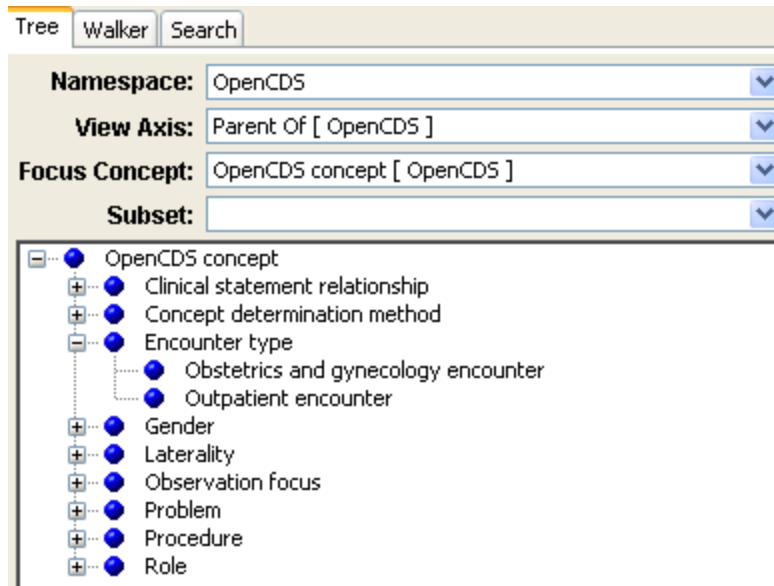 Tree Walker Search
Namespace: OpenCDS
View Axis: Parent Of [ OpenCDS ]
Focus Concept: OpenCDS concept [ OpenCDS ]
Subset:
OpenCDS concept
Clinical statement relationship
Concept determination method
Encounter type
Obstetrics and gynecology encounter
Outpatient encounter
Gender
Laterality
Observation focus
Problem
Procedure
Role